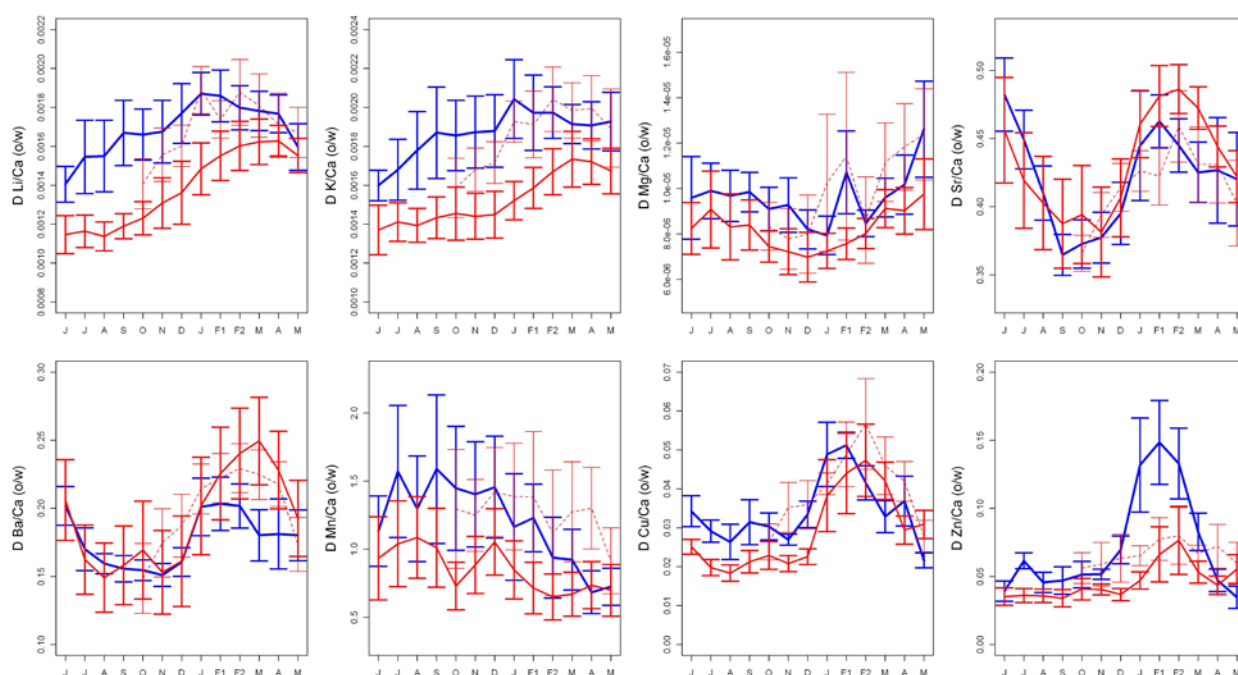 D Li/Ca (o/w)
0.0008 0.0010 0.0012 0.0014 0.0016 0.0018 0.0020 0.0022
J J A S O N D J F1 F2 M A M
D K/Ca (o/w)
0.0010 0.0012 0.0014 0.0016 0.0018 0.0020 0.0022 0.0024
J J A S O N D J F1 F2 M A M
D Mg/Ca (o/w)
6.0e-06 8.0e-06 1.0e-05 1.2e-05 1.4e-05 1.6e-05
J J A S O N D J F1 F2 M A M
D Sr/Ca (o/w)
0.35 0.40 0.45 0.50
J J A S O N D J F1 F2 M A M
D Ba/Ca (o/w)
0.10 0.15 0.20 0.25 0.30
J J A S O N D J F1 F2 M A M
D Mn/Ca (o/w)
0.5 1.0 1.5 2.0
J J A S O N D J F1 F2 M A M
D Cu/Ca (o/w)
0.00 0.01 0.02 0.03 0.04 0.05 0.06 0.07
J J A S O N D J F1 F2 M A M
D Zn/Ca (o/w)
0.00 0.05 0.10 0.15 0.20
J J A S O N D J F1 F2 M A M